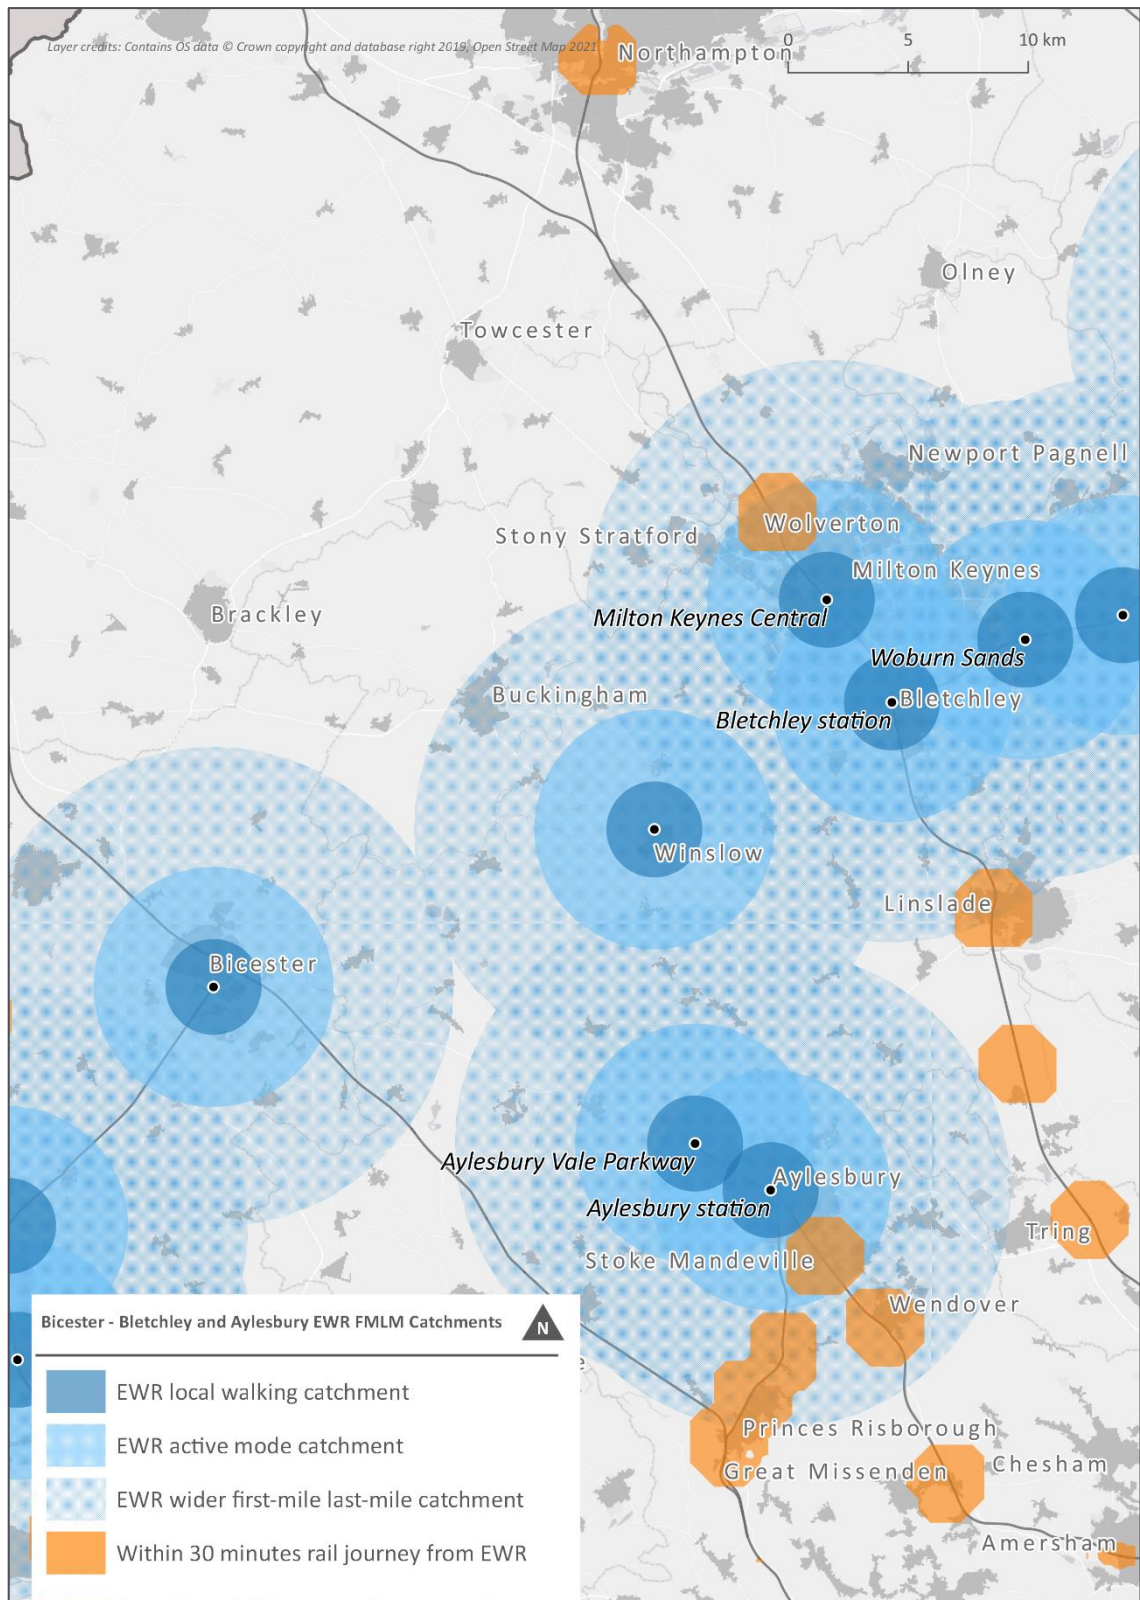 Layer credits: Contains OS data © Crown copyright and database right 2019, Open Street Map 2021
Northampton
0 5 10 km
Olney
Towcester
Newport Pagnell
Wolverton
Stony Stratford
Milton Keynes
Milton Keynes Central
Brackley
Woburn Sands
Buckingham
Bletchley
Bletchley station
Winslow
Linslade
Bicester
Aylesbury Vale Parkway
Aylesbury
Aylesbury station
Tring
Stoke Mandeville
Wendover
Princes Risborough
Great Missenden
Chesham
Amersham
Bicester - Bletchley and Aylesbury EWR FMLM Catchments
N
EWR local walking catchment
EWR active mode catchment
EWR wider first-mile last-mile catchment
Within 30 minutes rail journey from EWR